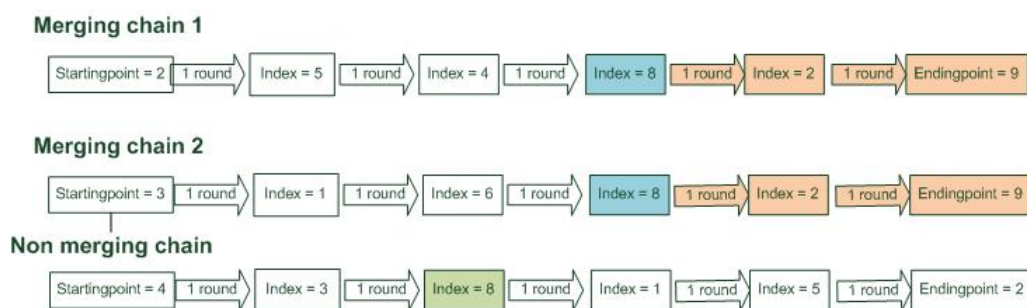 Merging chain 1
Startingpoint = 2 1 round Index = 5 1 round Index = 4 1 round Index = 8 1 round Index = 2 1 round Endingpoint = 9
Merging chain 2
Startingpoint = 3 1 round Index = 1 1 round Index = 6 1 round Index = 8 1 round Index = 2 1 round Endingpoint = 9
Non merging chain
Startingpoint = 4 1 round Index = 3 1 round Index = 8 1 round Index = 1 1 round Index = 5 1 round Endingpoint = 2